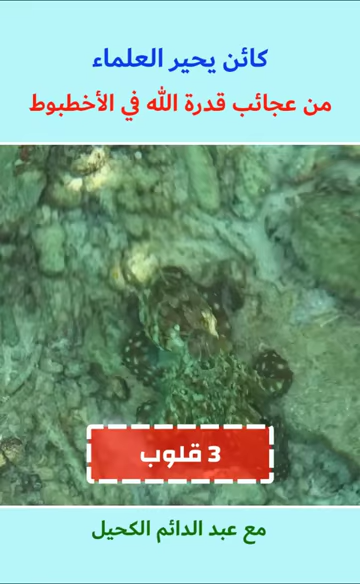 كائن يحير العلماء
من عجائب قدرة الله في الأخطبوط
3 قلوب
مع عبد الدائم الكحيل